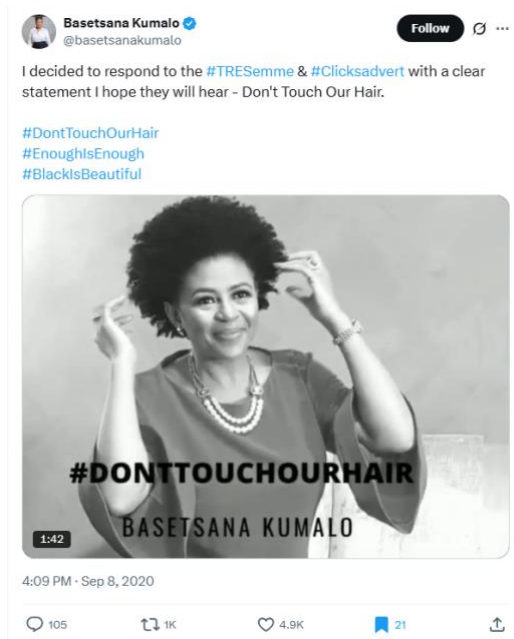 Basetsana Kumalo
@basetsanakumalo
Follow
I decided to respond to the #TRESemme & #Clicksadvert with a clear
statement I hope they will hear - Don't Touch Our Hair.
#DontTouchOurHair
#EnoughIsEnough
#BlackIsBeautiful
#DONTTOUCHOURHAIR
BASETSANA KUMALO
1:42
4:09 PM · Sep 8, 2020
105 1K 4.9K 21